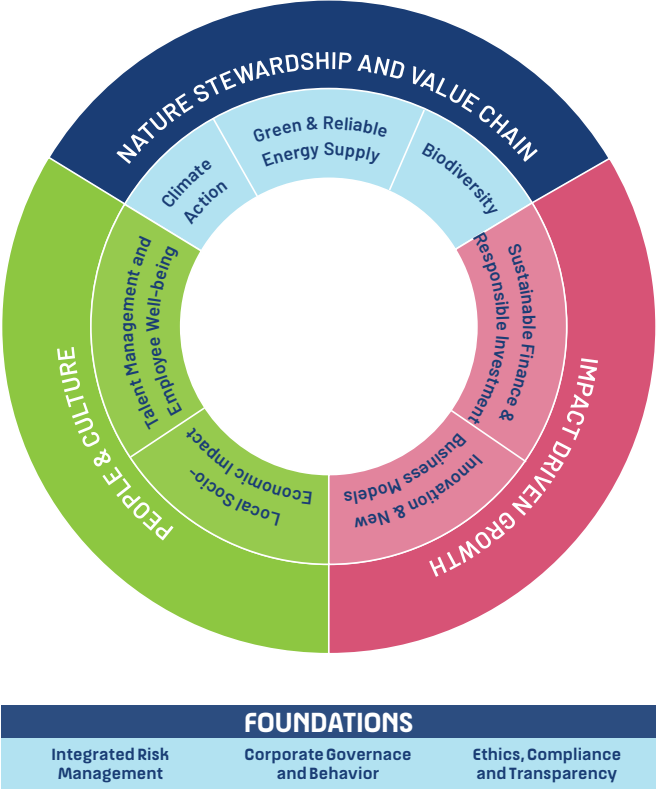 NATURE STEWARDSHIP AND VALUE CHAIN
Climate
Action
Green & Reliable
Energy Supply
Biodiversity
IMPACT DRIVEN GROWTH
Sustainable Finance &
Responsible Investment
Innovation & New
Business Models
PEOPLE & CULTURE
Local Socio-
Economic Impact
Talent Management and
Employee Well-being
FOUNDATIONS
Integrated Risk
Management
Corporate Governace
and Behavior
Ethics, Compliance
and Transparency